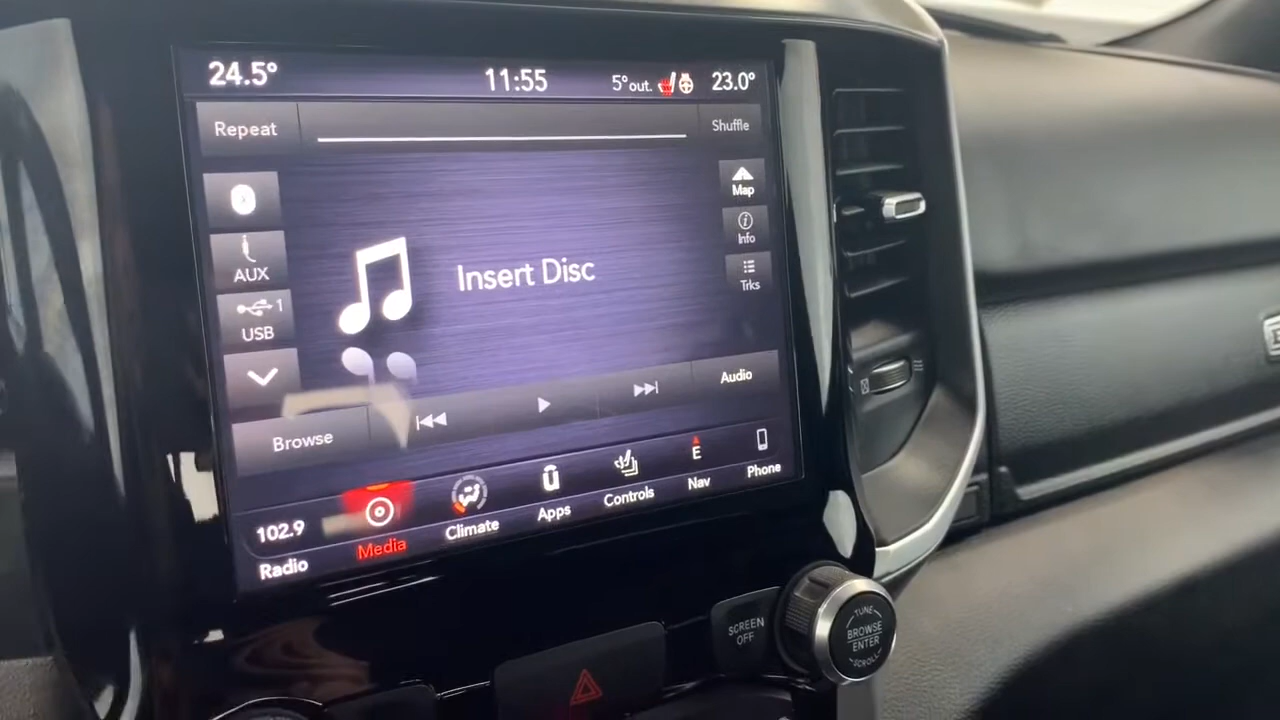 24.5° 11:55 5°out. 23.0°
Repeat Shuffle
Map
AUX
Info
Insert Disc
Trks
1
USB
Audio
Browse
E
Phone
Nav
Controls
Apps
Climate
102.9
Media
Radio
SCREEN
OFF
TUNE
BROWSE
ENTER
SCROLL